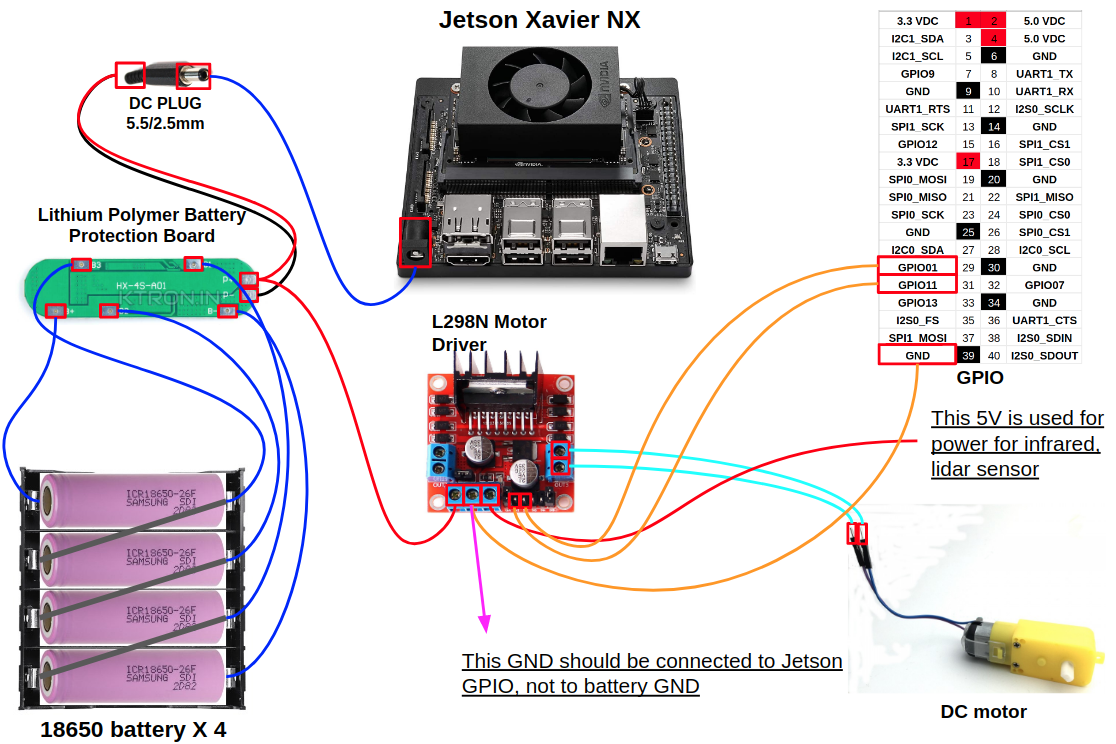 Jetson Xavier NX
DC PLUG
5.5/2.5mm
Lithium Polymer Battery
Protection Board
HX-4S-A01
KTRON.IN
NVIDIA
NVIDIA
3.3 VDC 1 2 5.0 VDC
I2C1_SDA 3 4 5.0 VDC
I2C1_SCL 5 6 GND
GPIO9 7 8 UART1_TX
GND 9 10 UART1_RX
UART1_RTS 11 12 I2S0_SCLK
SPI1_SCK 13 14 GND
GPIO12 15 16 SPI1_CS1
3.3 VDC 17 18 SPI1_CS0
SPI0_MOSI 19 20 GND
SPI0_MISO 21 22 SPI1_MISO
SPI0_SCK 23 24 SPI0_CS0
GND 25 26 SPI0_CS1
I2C0_SDA 27 28 I2C0_SCL
GPIO01 29 30 GND
GPIO11 31 32 GPIO07
GPIO13 33 34 GND
I2S0_FS 35 36 UART1_CTS
SPI1_MOSI 37 38 I2S0_SDIN
GND 39 40 I2S0_SDOUT
GPIO
L298N Motor
Driver
This 5V is used for
power for infrared,
lidar sensor
ICR18650-26F
SAMSUNG SDI
ICR18650-26F
SAMSUNG SDI
ICR18650-26F
SAMSUNG SDI
ICR18650-26F
SAMSUNG SDI
2D82
This GND should be connected to Jetson
GPIO, not to battery GND
DC motor
18650 battery X 4